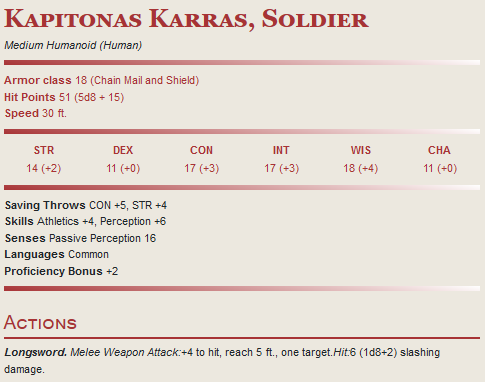 Kapitonas Karras, Soldier
Medium Humanoid (Human)
Armor class 18 (Chain Mail and Shield)
Hit Points 51 (5d8 + 15)
Speed 30 ft.
STR DEX CON INT WIS CHA
14 (+2) 11 (+0) 17 (+3) 17 (+3) 18 (+4) 11 (+0)
Saving Throws CON +5, STR +4
Skills Athletics +4, Perception +6
Senses Passive Perception 16
Languages Common
Proficiency Bonus +2
Actions
Longsword. Melee Weapon Attack:+4 to hit, reach 5 ft., one target.Hit:6 (1d8+2) slashing
damage.